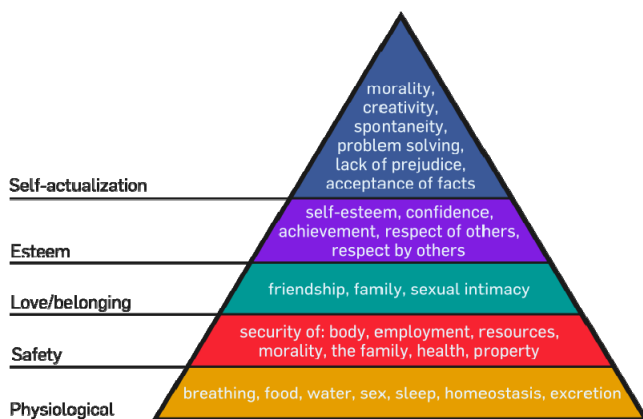 morality,
creativity,
spontaneity,
problem solving,
lack of prejudice,
acceptance of facts
Self-actualization
self-esteem, confidence,
achievement, respect of others,
respect by others
Esteem
friendship, family, sexual intimacy
Love/belonging
security of: body, employment, resources,
morality, the family, health, property
Safety
breathing, food, water, sex, sleep, homeostasis, excretion
Physiological